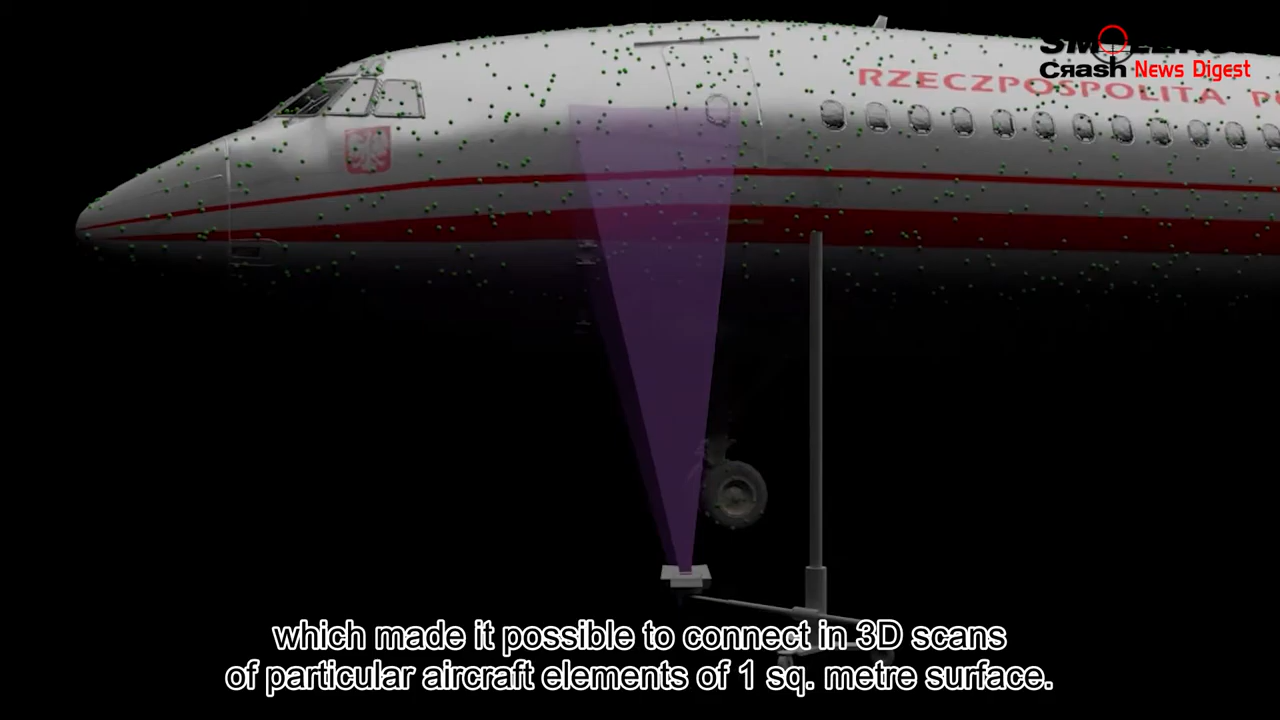 Crash News Digest
RZECZPOSPOLITA
which made it possible to connect in 3D scans
of particular aircraft elements of 1 sq. metre surface.